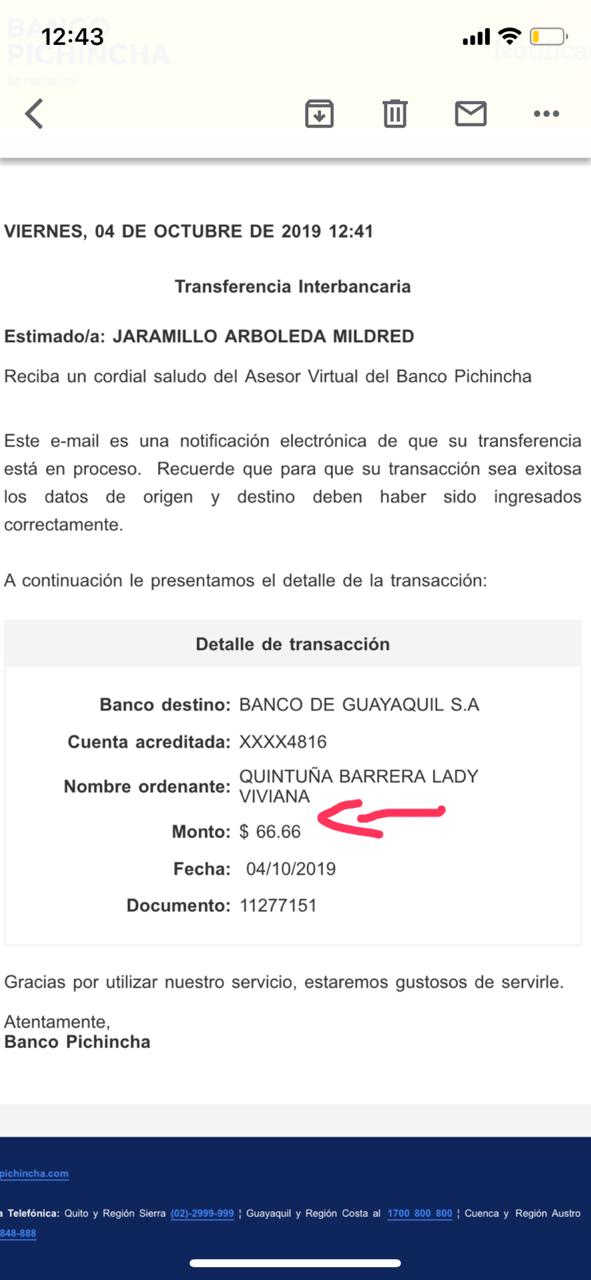 12:43
BANCO
PICHINCHA
VIERNES, 04 DE OCTUBRE DE 2019 12:41
Transferencia Interbancaria
Estimado/a: JARAMILLO ARBOLEDA MILDRED
Reciba un cordial saludo del Asesor Virtual del Banco Pichincha
Este e-mail es una notificación electrónica de que su transferencia
está en proceso. Recuerde que para que su transacción sea exitosa
los datos de origen y destino deben haber sido ingresados
correctamente.
A continuación le presentamos el detalle de la transacción:
Detalle de transacción
Banco destino: BANCO DE GUAYAQUIL S.A
Cuenta acreditada: XXXX4816
Nombre ordenante: QUINTUÑA BARRERA LADY
VIVIANA
Monto: $ 66.66
Fecha: 04/10/2019
Documento: 11277151
Gracias por utilizar nuestro servicio, estaremos gustosos de servirle.
Atentamente,
Banco Pichincha
pichincha.com
a Telefónica: Quito y Región Sierra (02)-2999-999 ¦ Guayaquil y Región Costa al 1700 800 800 ¦ Cuenca y Región Austro
848-888